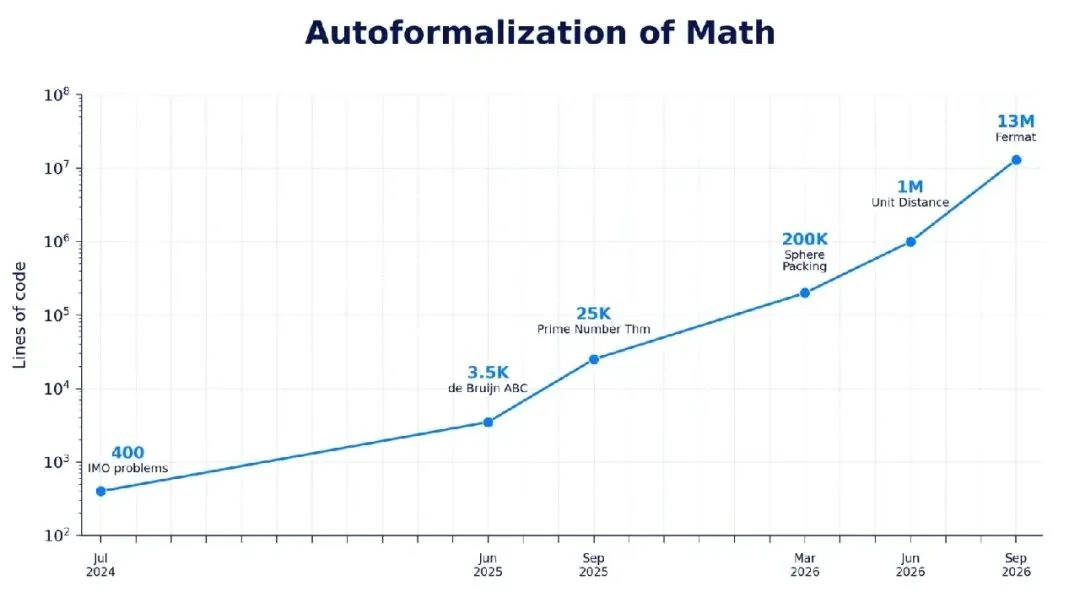 Autoformalization of Math
Lines of code
10⁸
10⁷
10⁶
10⁵
10⁴
10³
10²
400
IMO problems
3.5K
de Bruijn ABC
25K
Prime Number Thm
200K
Sphere
Packing
1M
Unit Distance
13M
Fermat
Jul
2024
Jun
2025
Sep
2025
Mar
2026
Jun
2026
Sep
2026